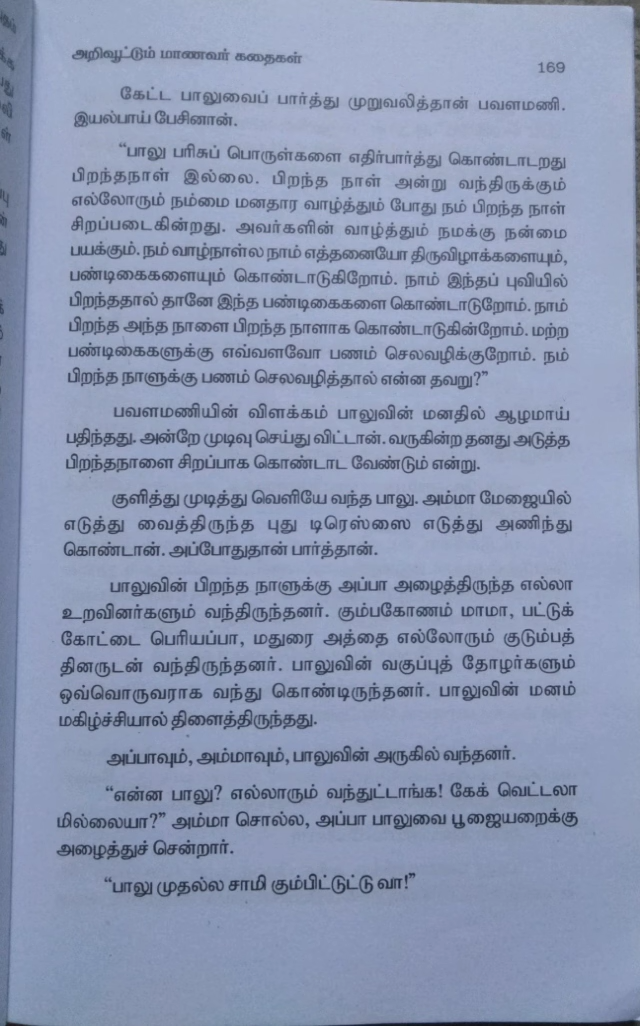 அறிவூட்டும் மாணவர் கதைகள்
169
கேட்ட பாலுவைப் பார்த்து முறுவலித்தான் பவளமணி.
இயல்பாய் பேசினான்.
“பாலு பரிசுப் பொருள்களை எதிர்பார்த்து கொண்டாடறது
பிறந்தநாள் இல்லை. பிறந்த நாள் அன்று வந்திருக்கும்
எல்லோரும் நம்மை மனதார வாழ்த்தும் போது நம் பிறந்த நாள்
சிறப்படைகின்றது. அவர்களின் வாழ்த்தும் நமக்கு நன்மை
பயக்கும். நம் வாழ்நாள்ல நாம் எத்தனையோ திருவிழாக்களையும்,
பண்டிகைகளையும் கொண்டாடுகிறோம். நாம் இந்தப் புவியில்
பிறந்ததால் தானே இந்த பண்டிகைகளை கொண்டாடுறோம். நாம்
பிறந்த அந்த நாளை பிறந்த நாளாக கொண்டாடுகின்றோம். மற்ற
பண்டிகைகளுக்கு எவ்வளவோ பணம் செலவழிக்குறோம். நம்
பிறந்த நாளுக்கு பணம் செலவழித்தால் என்ன தவறு?”
பவளமணியின் விளக்கம் பாலுவின் மனதில் ஆழமாய்
பதிந்தது. அன்றே முடிவு செய்து விட்டான். வருகின்ற தனது அடுத்த
பிறந்தநாளை சிறப்பாக கொண்டாட வேண்டும் என்று.
குளித்து முடித்து வெளியே வந்த பாலு. அம்மா மேஜையில்
எடுத்து வைத்திருந்த புது டிரெஸ்ஸை எடுத்து அணிந்து
கொண்டான். அப்போதுதான் பார்த்தான்.
பாலுவின் பிறந்த நாளுக்கு அப்பா அழைத்திருந்த எல்லா
உறவினர்களும் வந்திருந்தனர். கும்பகோணம் மாமா, பட்டுக்
கோட்டை பெரியப்பா, மதுரை அத்தை எல்லோரும் குடும்பத்
தினருடன் வந்திருந்தனர். பாலுவின் வகுப்புத் தோழர்களும்
ஒவ்வொருவராக வந்து கொண்டிருந்தனர். பாலுவின் மனம்
மகிழ்ச்சியால் திளைத்திருந்தது.
அப்பாவும், அம்மாவும், பாலுவின் அருகில் வந்தனர்.
“என்ன பாலு? எல்லாரும் வந்துட்டாங்க! கேக் வெட்டலா
மில்லையா?” அம்மா சொல்ல, அப்பா பாலுவை பூஜையறைக்கு
அழைத்துச் சென்றார்.
“பாலு முதல்ல சாமி கும்பிட்டுட்டு வா!”